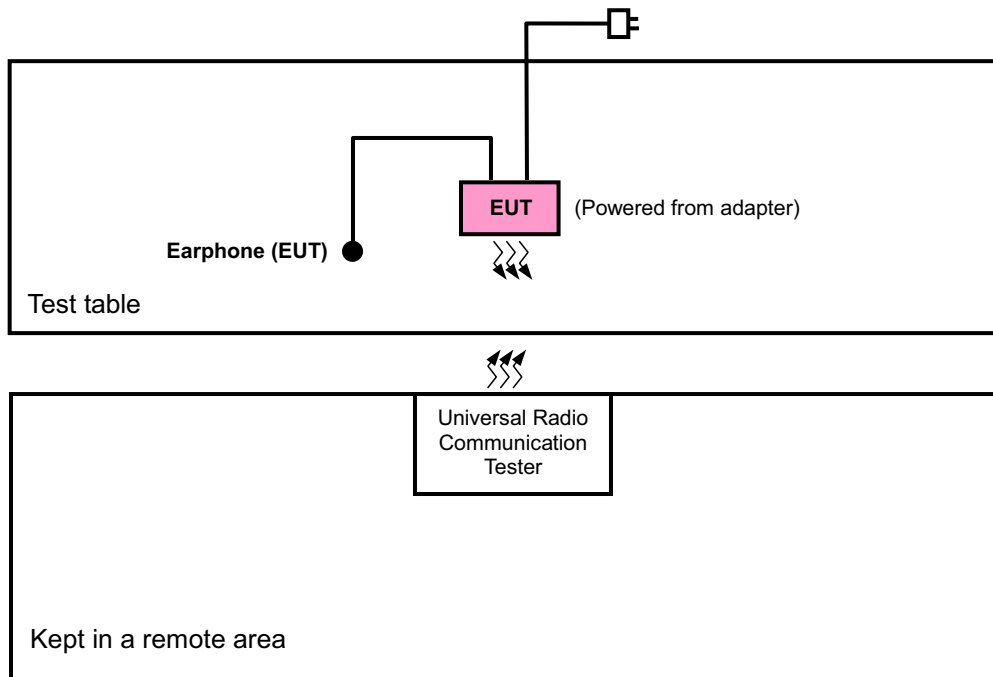 EUT
(Powered from adapter)
Earphone (EUT)
Test table
Universal Radio
Communication
Tester
Kept in a remote area